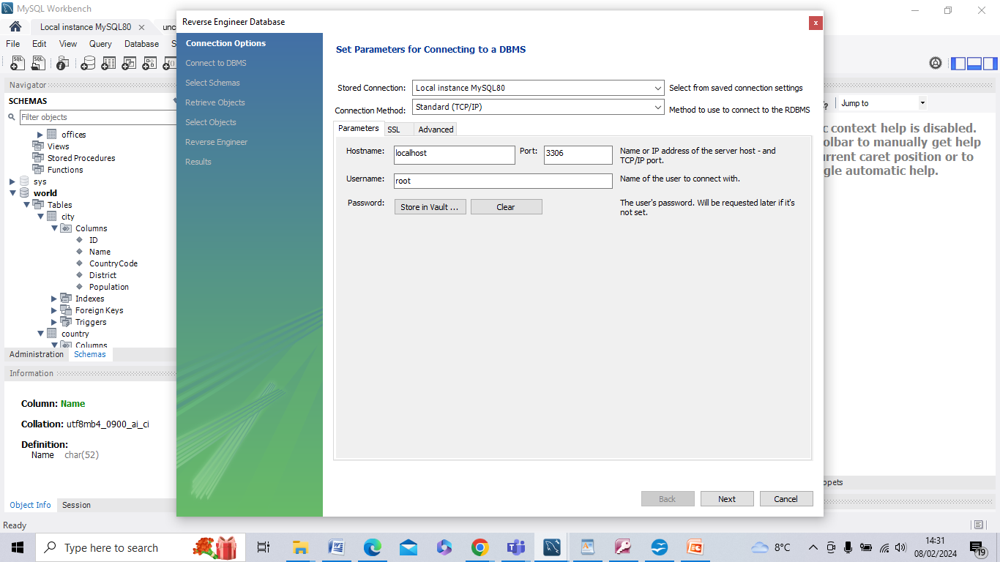 MySQL Workbench
Local instance MySQL80
File Edit View Query Database
Navigator
SCHEMAS
Filter objects
offices
Views
Stored Procedures
Functions
sys
world
Tables
city
Columns
ID
Name
CountryCode
District
Population
Indexes
Foreign Keys
Triggers
country
Columns
Administration Schemas
Information
Column: Name
Collation: utf8mb4_0900_ai_ci
Definition:
Name char(52)
Object Info Session
Ready
Reverse Engineer Database
x
Connection Options
Connect to DBMS
Select Schemas
Retrieve Objects
Select Objects
Reverse Engineer
Results
Set Parameters for Connecting to a DBMS
Stored Connection: Local instance MySQL80 Select from saved connection settings
Connection Method: Standard (TCP/IP) Method to use to connect to the RDBMS
Parameters SSL Advanced
Hostname: localhost Port: 3306 Name or IP address of the server host - and
TCP/IP port.
Username: root Name of the user to connect with.
Password: Store in Vault ... Clear The user's password. Will be requested later if it's
not set.
Back Next Cancel
Jump to
context help is disabled.
to manually get help
caret position or to
automatic help.
Type here to search
8°C
14:31
08/02/2024
19